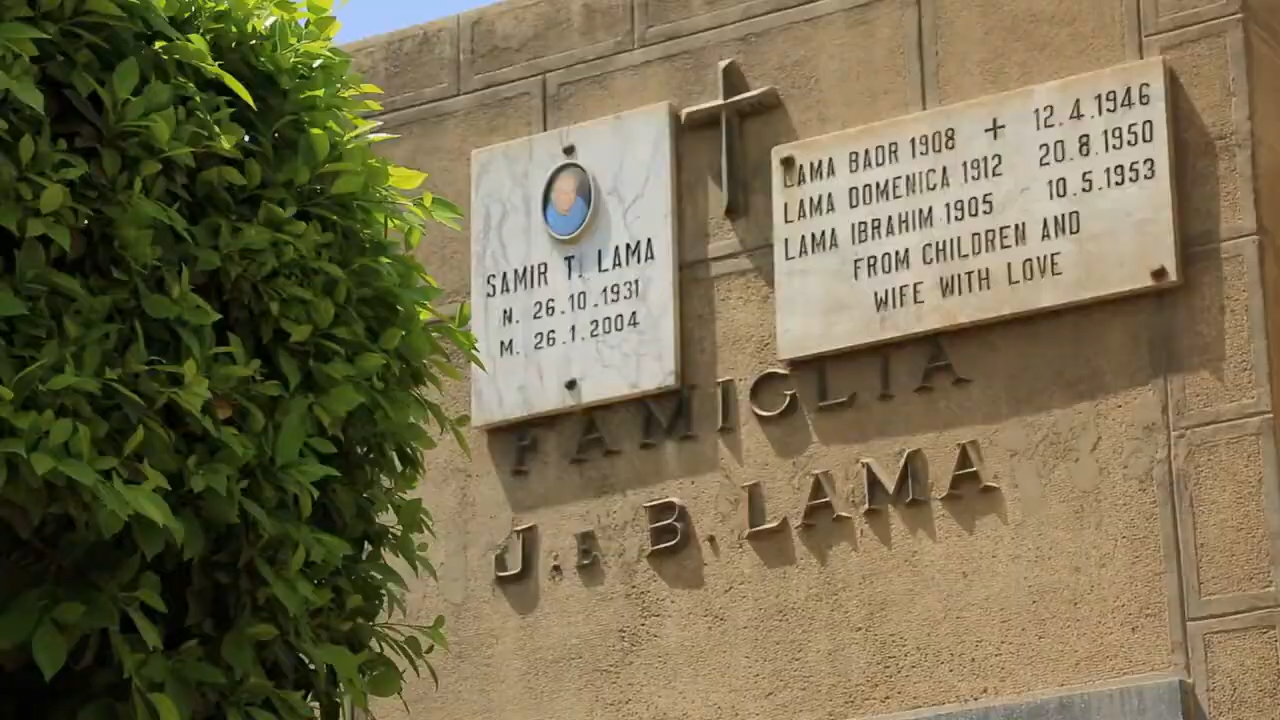 SAMIR T. LAMA
N. 26.10.1931
M. 26.1.2004
LAMA BADR 1908 + 12.4.1946
LAMA DOMENICA 1912 20.8.1950
LAMA IBRAHIM 1905 10.5.1953
FROM CHILDREN AND
WIFE WITH LOVE
FAMIGLIA
J. E B. LAMA